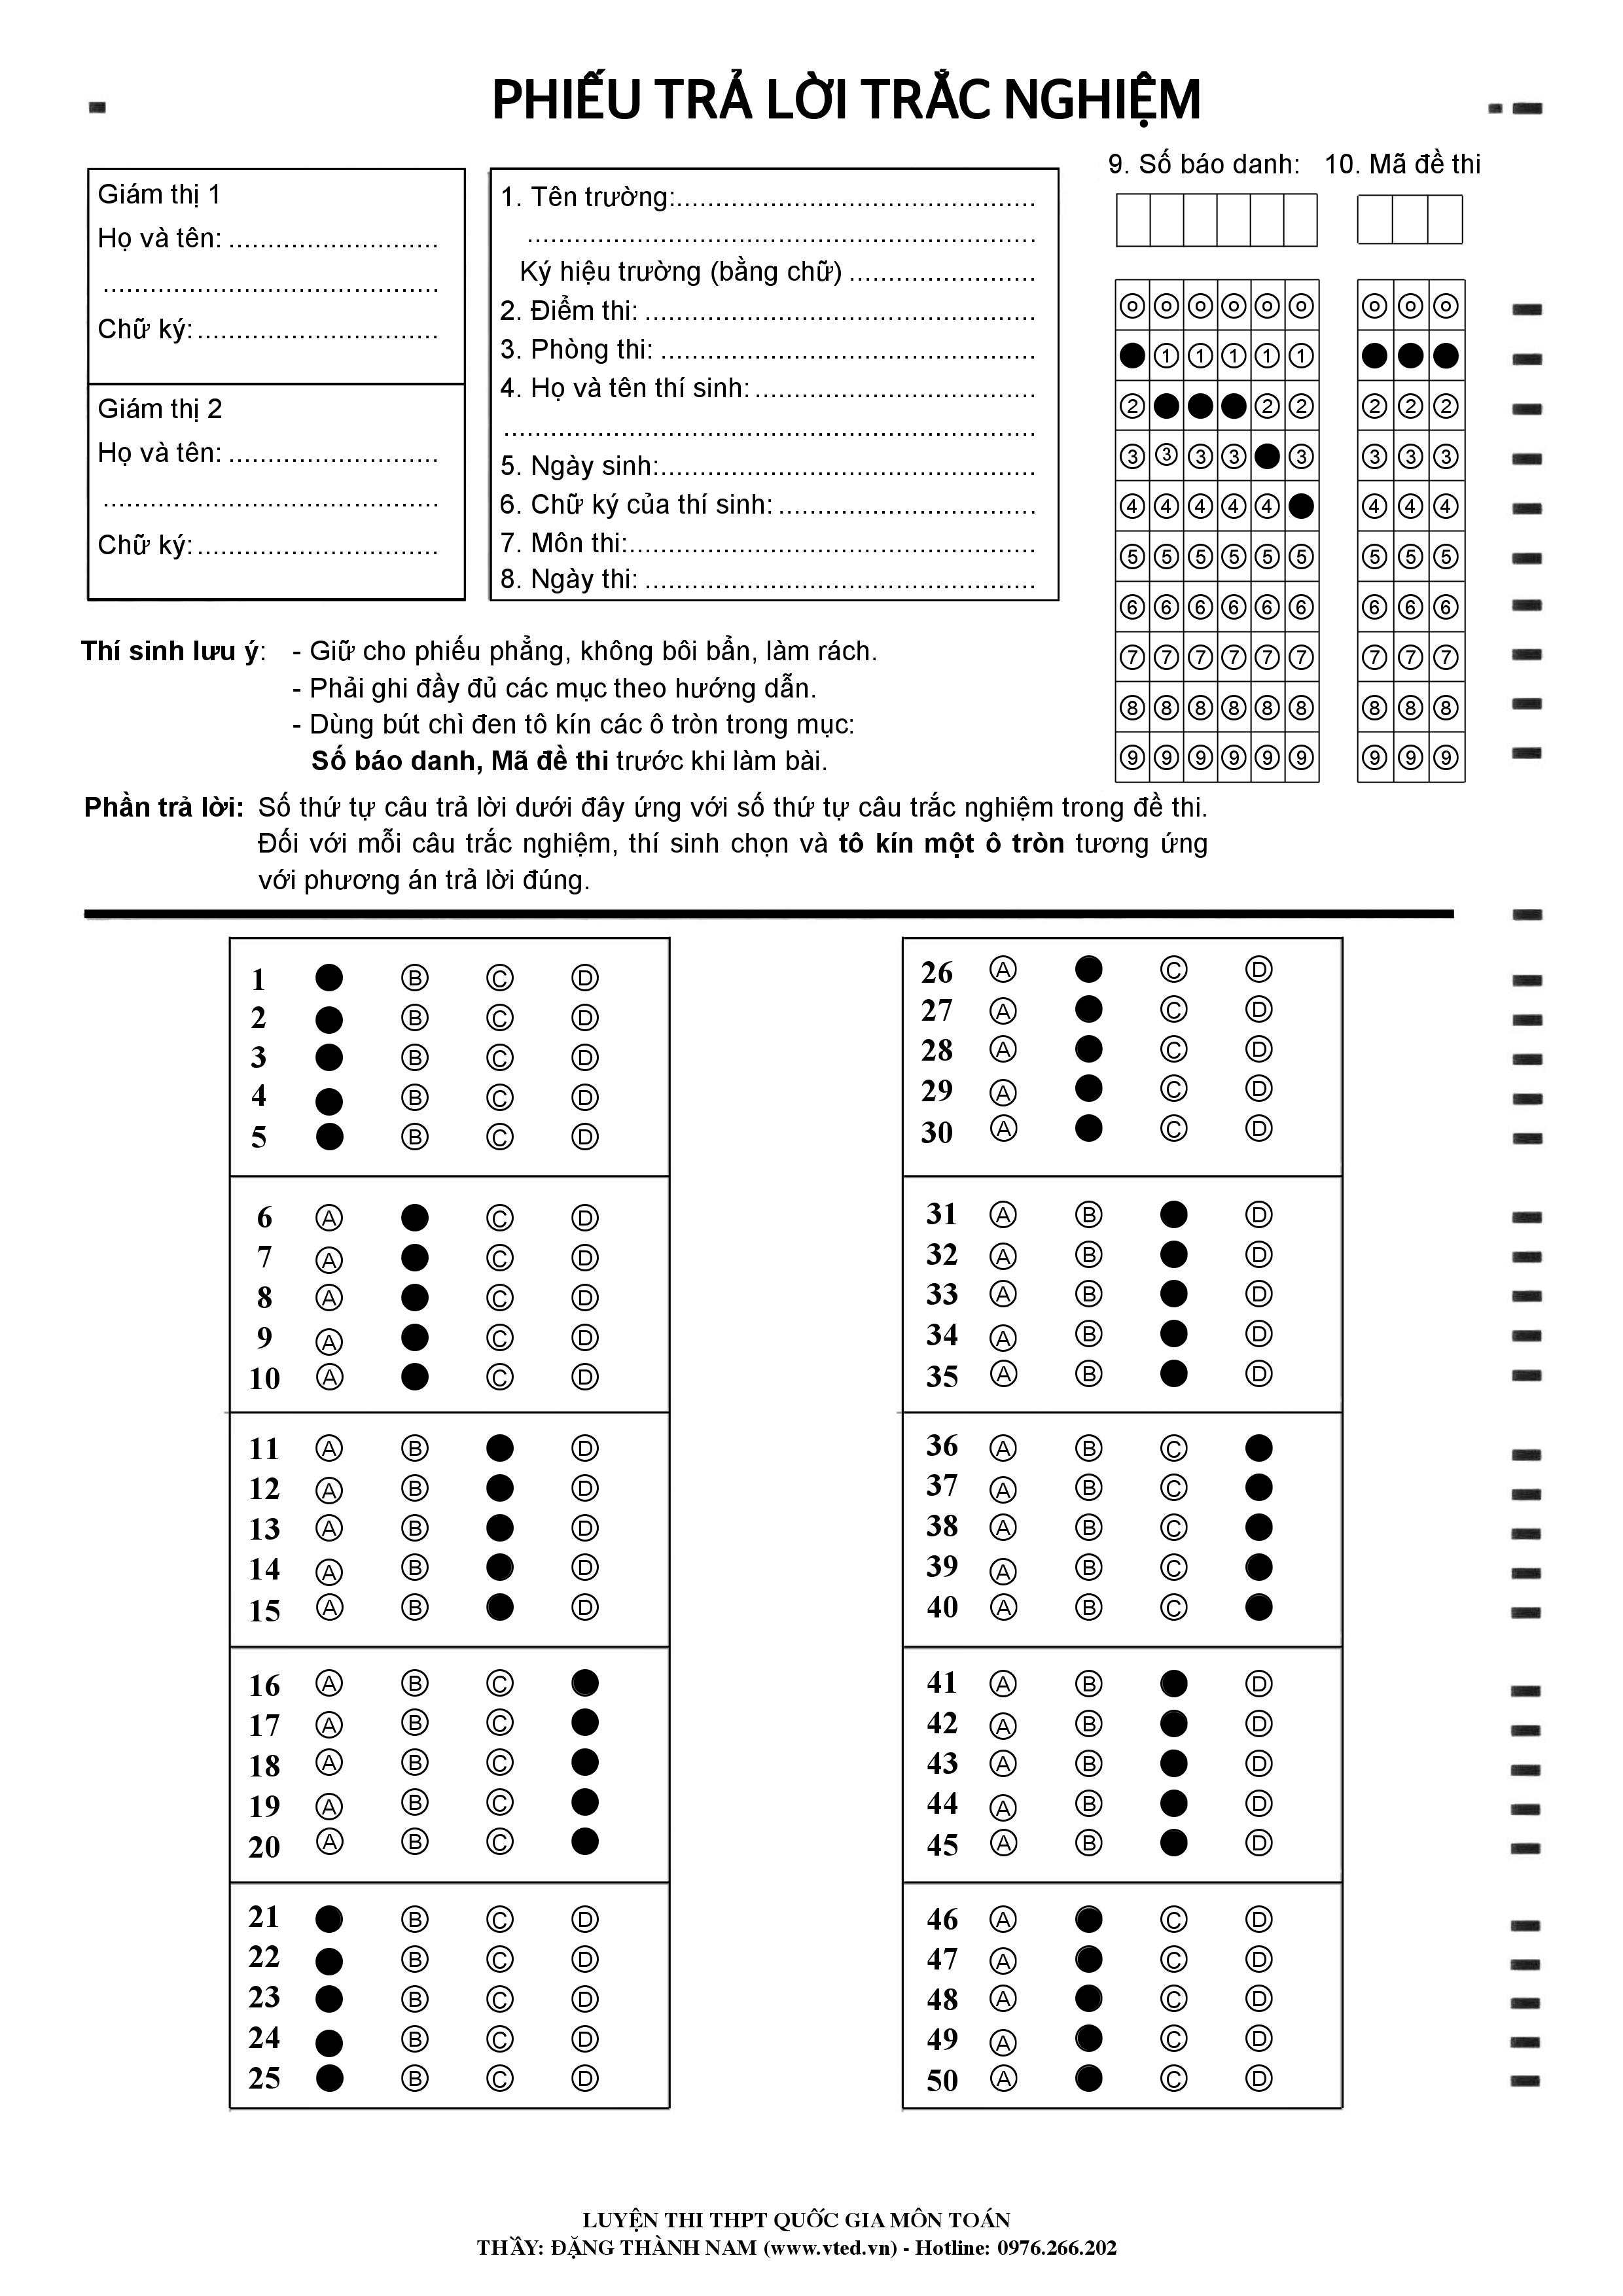 PHIẾU TRẢ LỜI TRẮC NGHIỆM
Giám thị 1
Họ và tên: ...........................
...........................................
Chữ ký:...............................
Giám thị 2
Họ và tên: ...........................
...........................................
Chữ ký:...............................
1. Tên trường:..............................................
.................................................................
Ký hiệu trường (bằng chữ) ........................
2. Điểm thi: ..................................................
3. Phòng thi: ................................................
4. Họ và tên thí sinh: ....................................
....................................................................
5. Ngày sinh:................................................
6. Chữ ký của thí sinh: .................................
7. Môn thi:....................................................
8. Ngày thi: ..................................................
9. Số báo danh: 10. Mã đề thi
0 0 0 0 0 0 0 0 0
1 1 1 1 1
2 2 2 2 2 2
3 3 3 3 3 3 3 3
4 4 4 4 4 4 4 4
5 5 5 5 5 5 5 5 5
6 6 6 6 6 6 6 6 6
7 7 7 7 7 7 7 7 7
8 8 8 8 8 8 8 8 8
9 9 9 9 9 9 9 9 9
Thí sinh lưu ý: - Giữ cho phiếu phẳng, không bôi bẩn, làm rách.
- Phải ghi đầy đủ các mục theo hướng dẫn.
- Dùng bút chì đen tô kín các ô tròn trong mục:
Số báo danh, Mã đề thi trước khi làm bài.
Phần trả lời: Số thứ tự câu trả lời dưới đây ứng với số thứ tự câu trắc nghiệm trong đề thi.
Đối với mỗi câu trắc nghiệm, thí sinh chọn và tô kín một ô tròn tương ứng
với phương án trả lời đúng.
1 B C D
2 B C D
3 B C D
4 B C D
5 B C D
6 A C D
7 A C D
8 A C D
9 A C D
10 A C D
11 A B D
12 A B D
13 A B D
14 A B D
15 A B D
16 A B C
17 A B C
18 A B C
19 A B C
20 A B C
21 B C D
22 B C D
23 B C D
24 B C D
25 B C D
26 A C D
27 A C D
28 A C D
29 A C D
30 A C D
31 A B D
32 A B D
33 A B D
34 A B D
35 A B D
36 A B C
37 A B C
38 A B C
39 A B C
40 A B C
41 A B D
42 A B D
43 A B D
44 A B D
45 A B D
46 A C D
47 A C D
48 A C D
49 A C D
50 A C D
LUYỆN THI THPT QUỐC GIA MÔN TOÁN
THẦY: ĐẶNG THÀNH NAM (www.vted.vn) - Hotline: 0976.266.202